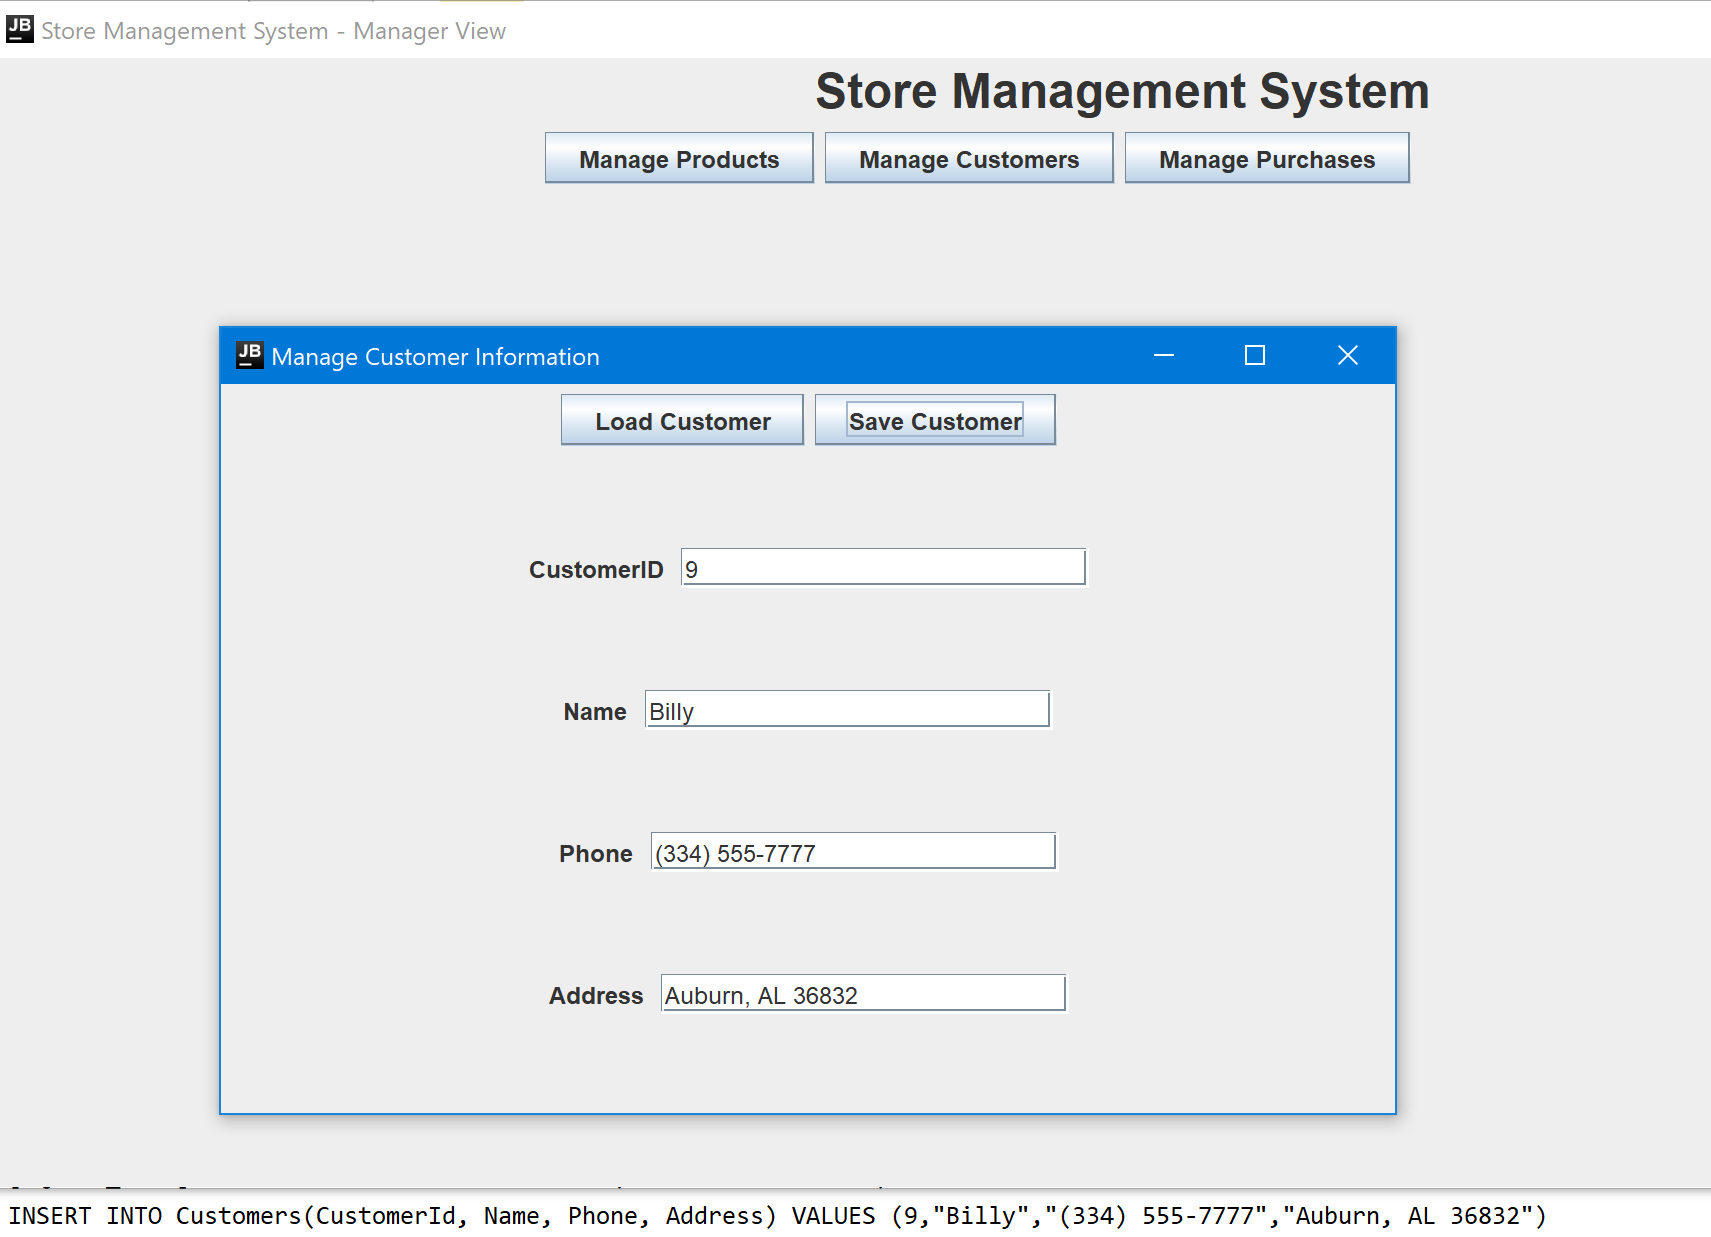 JB Store Management System - Manager View
Store Management System
Manage Products Manage Customers Manage Purchases
JB Manage Customer Information
Load Customer Save Customer
CustomerID 9
Name Billy
Phone (334) 555-7777
Address Auburn, AL 36832
INSERT INTO Customers(CustomerId, Name, Phone, Address) VALUES (9,"Billy","(334) 555-7777","Auburn, AL 36832")